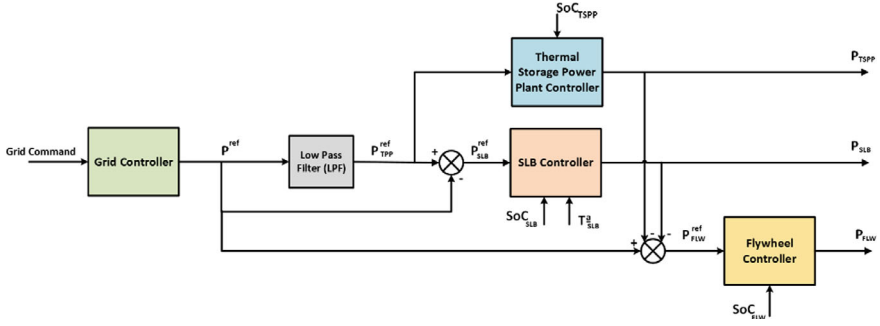 SoC_TSPP
Thermal
Storage Power
Plant Controller
P_TSPP
Grid Command
Grid Controller
P^ref
Low Pass
Filter (LPF)
P^ref_TPP
+
-
P^ref_SLB
SLB Controller
P_SLB
SoC_SLB
T^a_SLB
+
-
-
P^ref_FLW
Flywheel
Controller
P_FLW
SoC_FLW